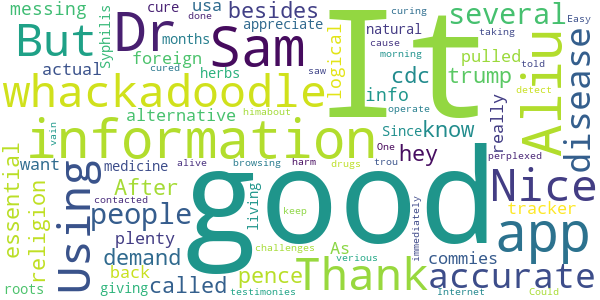 messing
cure
usa
besides
appreciate
several
But
Dr
Sam
It
Aliu
months
natural
actual
Syphilis
foreign
cured
herbs
curing
cause
taking
morning
saw
Easy
told
done
logical
cdc
trump
pulled
detect
disease
whackadoodle
info
operate
alternative
himabout
Since
know
One
really
information
good
hey
vain
want
medicine
alive
browsing
harm
drugs
trou
perplexed
essential
religion
Using
After
contacted
living
immediately
Nice
people
plenty
As
keep
app
tracker
demand
pence
challenges
commies
back
called
Thank
accurate
roots
giving
testimonies
verious
Internet
Could